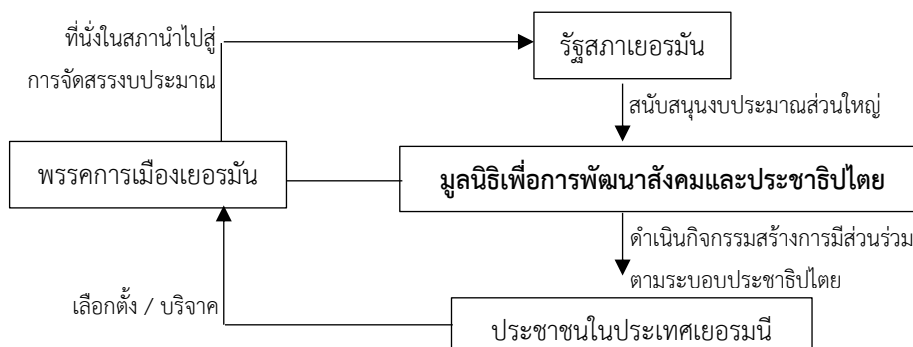 ที่นั่งในสภานำไปสู่
การจัดสรรงบประมาณ
รัฐสภาเยอรมัน
สนับสนุนงบประมาณส่วนใหญ่
พรรคการเมืองเยอรมัน
มูลนิธิเพื่อการพัฒนาสังคมและประชาธิปไตย
ดำเนินกิจกรรมสร้างการมีส่วนร่วม
ตามระบอบประชาธิปไตย
เลือกตั้ง / บริจาค
ประชาชนในประเทศเยอรมนี